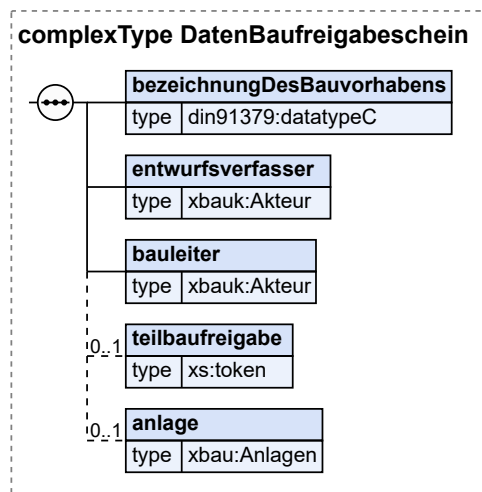 complexType DatenBaufreigabeschein
bezeichnungDesBauvorhabens
type din91379:datatypeC
entwurfsverfasser
type xbauk:Akteur
bauleiter
type xbauk:Akteur
0..1 teilbaufreigabe
type xs:token
0..1 anlage
type xbau:Anlagen